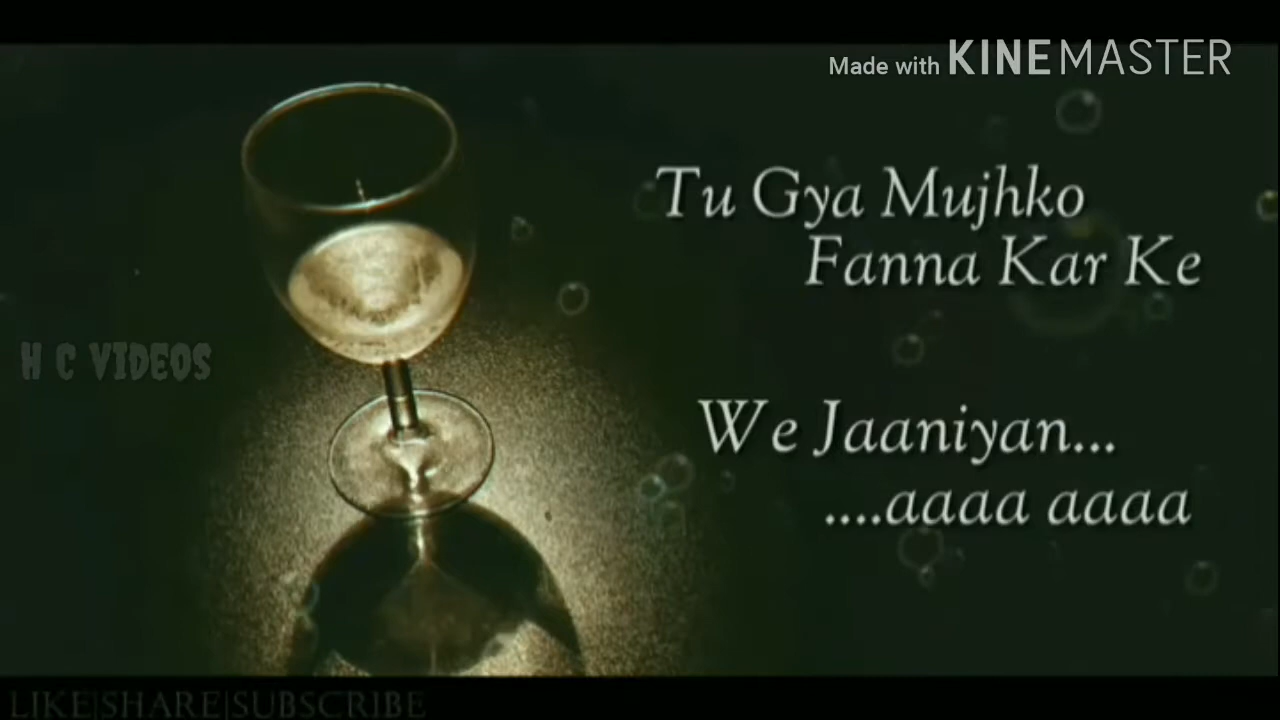 Made with KINEMASTER
Tu Gya Mujhko
Fanna Kar Ke
H C VIDEOS
We Jaaniyan...
....aaaa aaaa
LIKE|SHARE|SUBSCRIBE